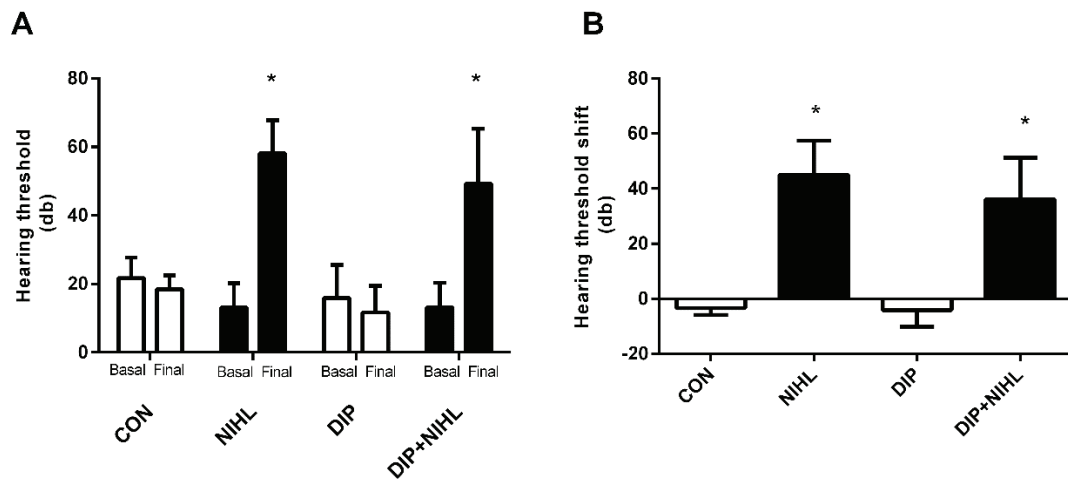 A
Hearing threshold
(db)
80
60
40
20
0
*
*
Basal Final
Basal Final
Basal Final
Basal Final
CON
NIHL
DIP
DIP+NIHL
B
Hearing threshold shift
(db)
80
60
40
20
0
-20
*
*
CON
NIHL
DIP
DIP+NIHL